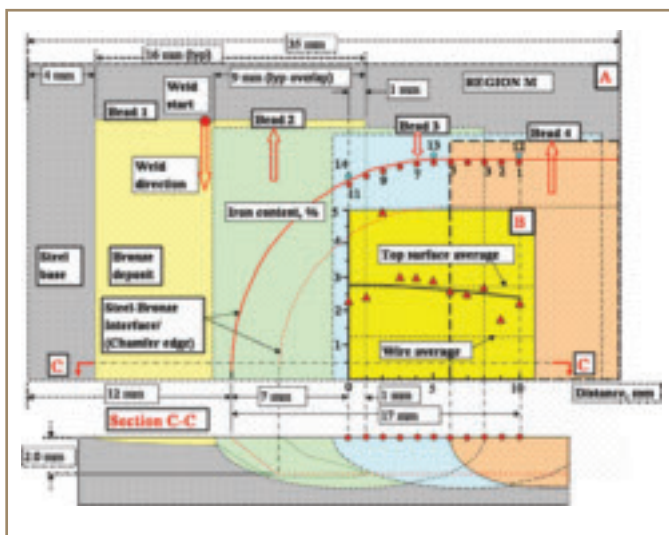 35 mm
16 mm (typ)
4 mm
9 mm (typ overlap)
REGION M
A
Weld
start
1 mm
Bead 1
Bead 2
Bead 3
Bead 4
13
12
14
11
9
7
3
2
1
Weld
direction
Iron content, %
5
B
4
Steel
base
Bronze
deposit
Top surface average
3
Steel-Bronze
interface/
(Chamfer edge)
2
Wire average
1
C
C
0
5
10
Distance, mm
12 mm
7 mm
1 mm
Section C-C
17 mm
2.0 mm